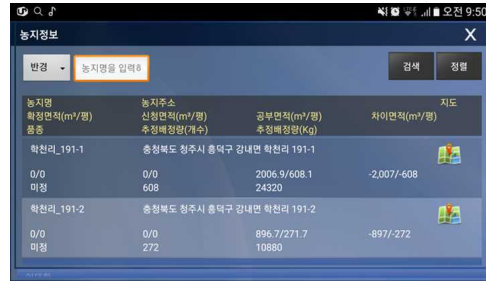 오전 9:50
농지정보 X
반경 농지명을 입력8 검색 정렬
농지명 농지주소 지도
확정면적(m³/평) 신청면적(m³/평) 공부면적(m³/평) 차이면적(m³/평)
품종 추정배정량(개수) 추정배정량(Kg)
학천리_191-1 충청북도 청주시 흥덕구 강내면 학천리 191-1
0/0 0/0 2006.9/608.1 -2,007/-608
미정 608 24320
학천리_191-2 충청북도 청주시 흥덕구 강내면 학천리 191-2
0/0 0/0 896.7/271.7 -897/-272
미정 272 10880